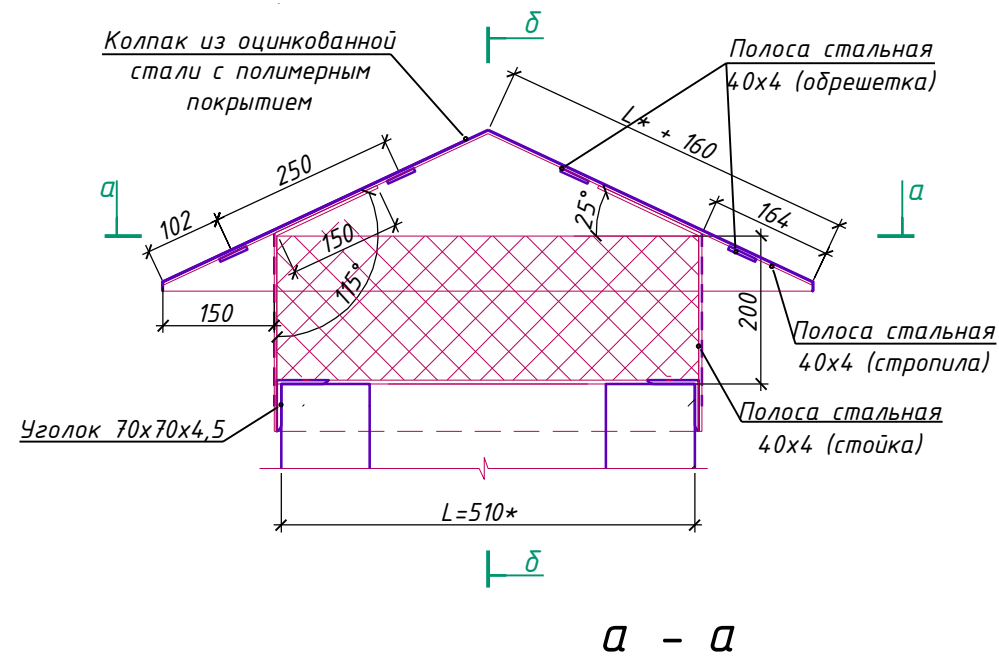 б
Колпак из оцинкованной
стали с полимерным
покрытием
Полоса стальная
40х4 (обрешетка)
L* + 160
250
102
а
а
164
25°
150
115°
150
200
Полоса стальная
40х4 (стропила)
Полоса стальная
40х4 (стойка)
Уголок 70х70х4,5
L=510*
б
а - а